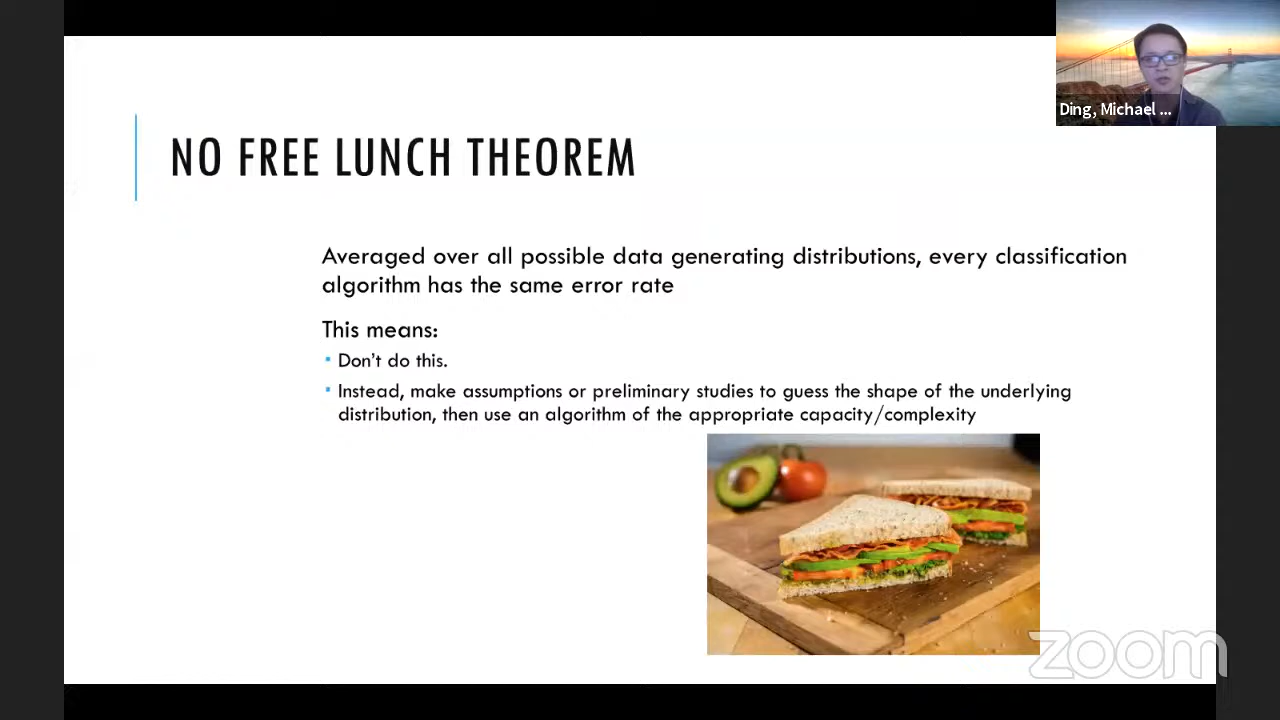 NO FREE LUNCH THEOREM
Ding, Michael ...
Averaged over all possible data generating distributions, every classification
algorithm has the same error rate
This means:
▪ Don't do this.
▪ Instead, make assumptions or preliminary studies to guess the shape of the underlying
distribution, then use an algorithm of the appropriate capacity/complexity
zoom